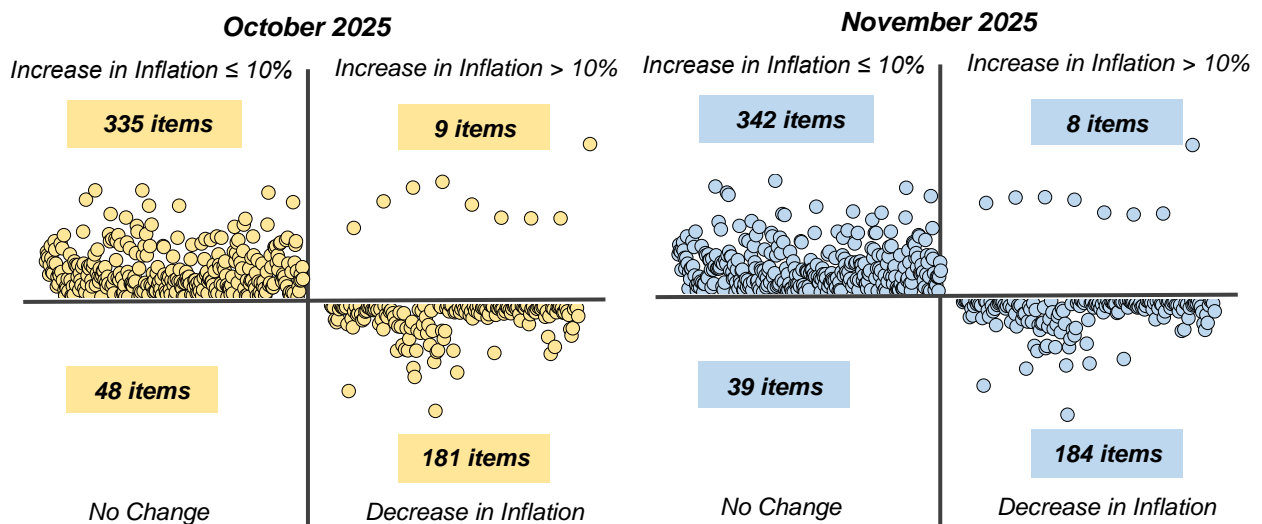 October 2025
Increase in Inflation ≤ 10%
Increase in Inflation > 10%
335 items
9 items
48 items
181 items
No Change
Decrease in Inflation
November 2025
Increase in Inflation ≤ 10%
Increase in Inflation > 10%
342 items
8 items
39 items
184 items
No Change
Decrease in Inflation